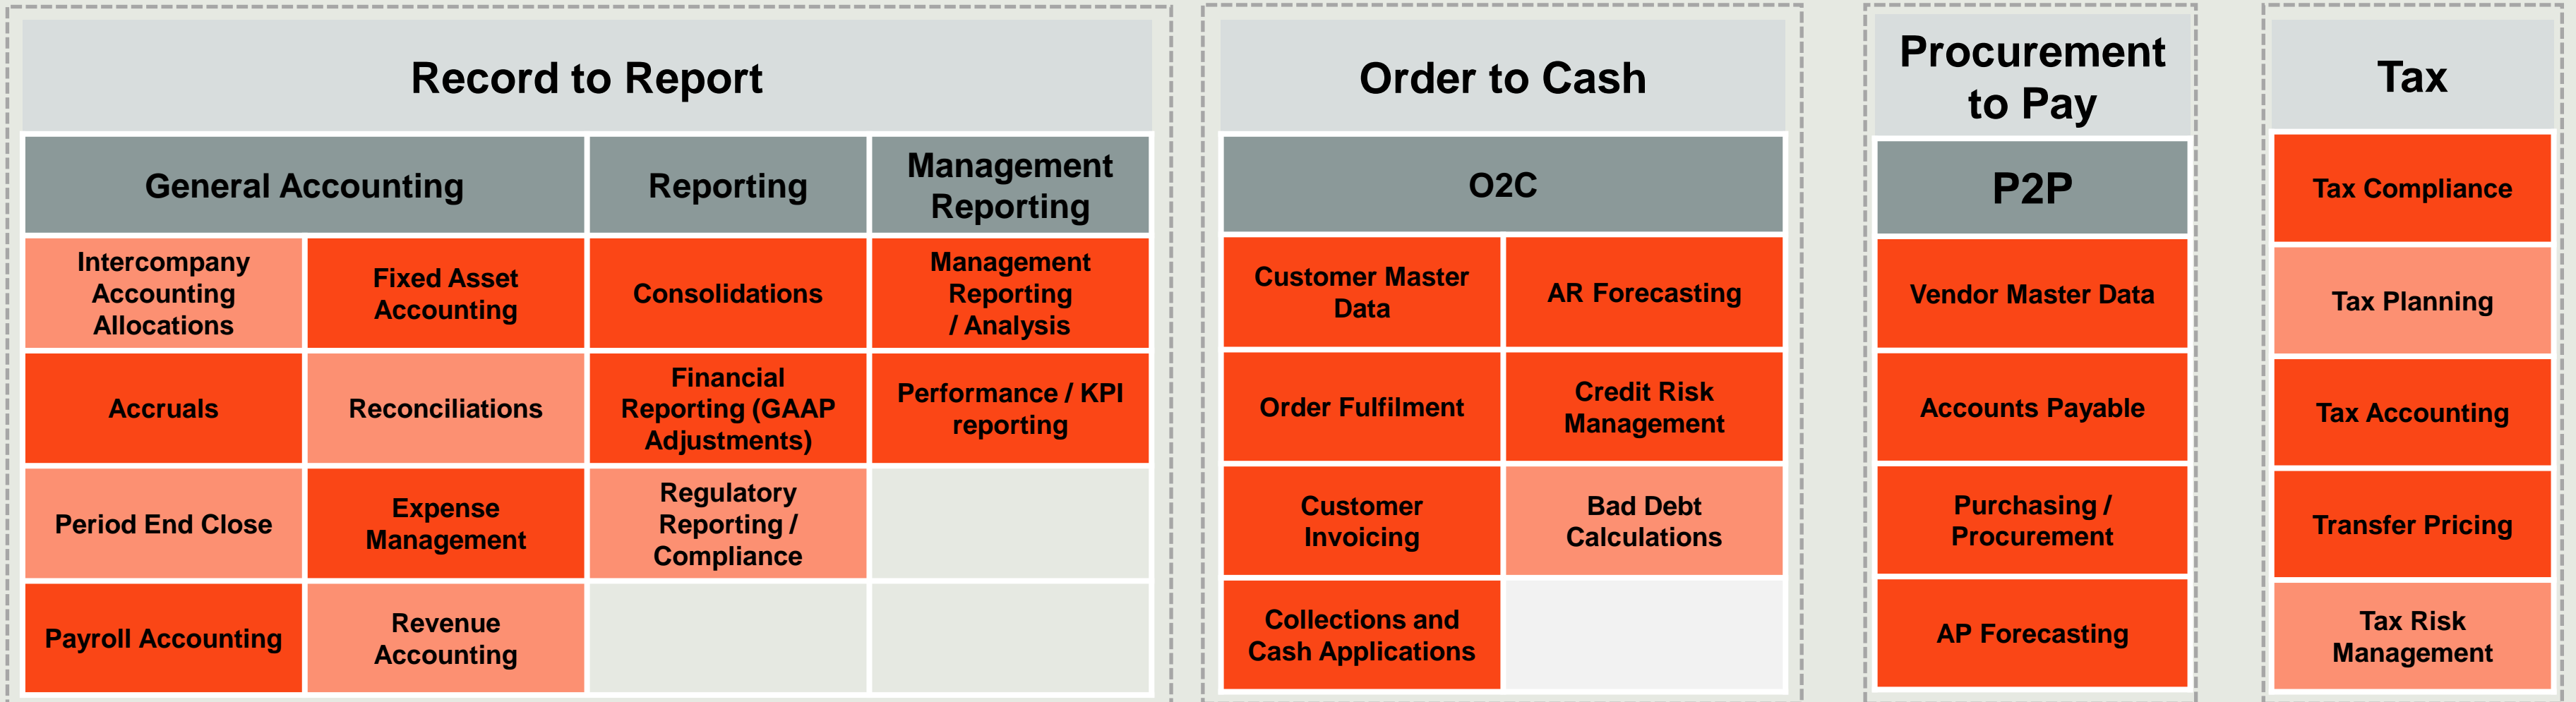 Record to Report
General Accounting
Reporting
Management
Reporting
Intercompany
Accounting
Allocations
Fixed Asset
Accounting
Consolidations
Management
Reporting
/ Analysis
Accruals
Reconciliations
Financial
Reporting (GAAP
Adjustments)
Performance / KPI
reporting
Period End Close
Expense
Management
Regulatory
Reporting /
Compliance
Payroll Accounting
Revenue
Accounting
Order to Cash
O2C
Customer Master
Data
AR Forecasting
Order Fulfilment
Credit Risk
Management
Customer
Invoicing
Bad Debt
Calculations
Collections and
Cash Applications
Procurement
to Pay
P2P
Vendor Master Data
Accounts Payable
Purchasing /
Procurement
AP Forecasting
Tax
Tax Compliance
Tax Planning
Tax Accounting
Transfer Pricing
Tax Risk
Management